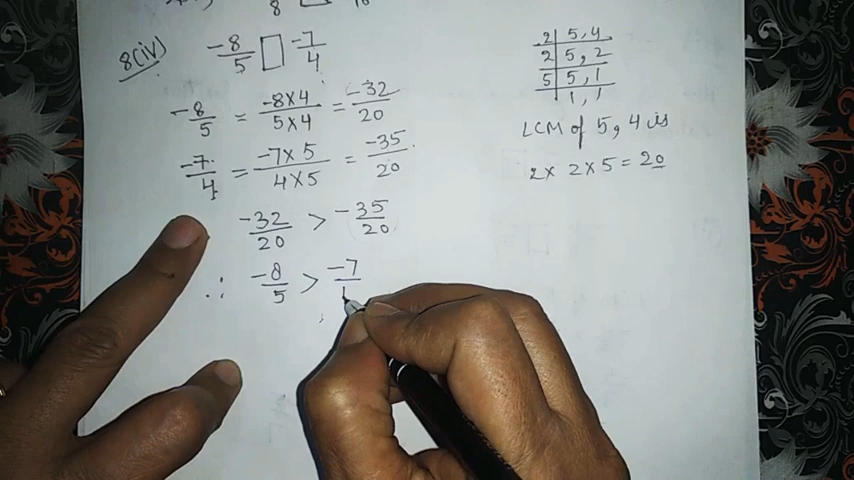 8(iv) -8/5 □ -7/4
-8/5 = -8×4/5×4 = -32/20
-7/4 = -7×5/4×5 = -35/20
-32/20 > -35/20
∴ -8/5 > -7/
2 | 5, 4
2 | 5, 2
5 | 5, 1
1, 1
LCM of 5, 4 is
2× 2×5 = 20